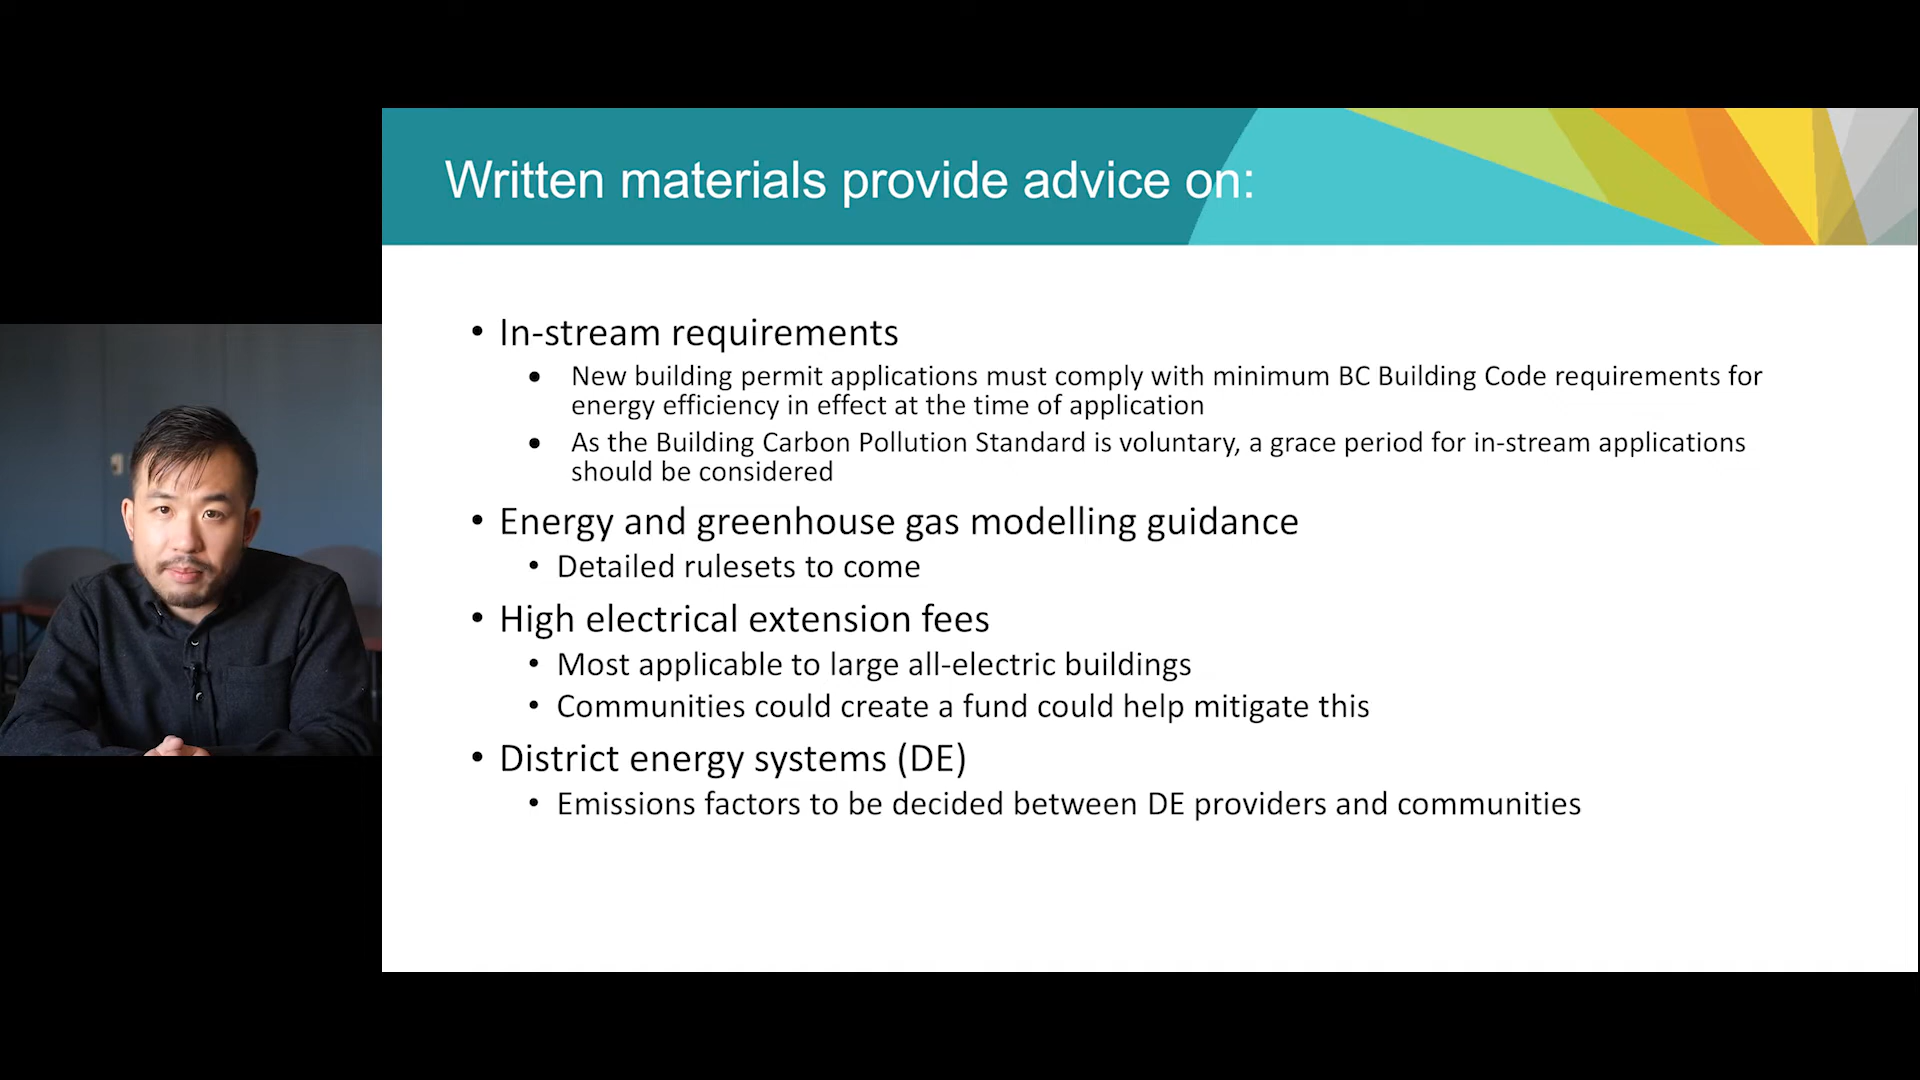 Written materials provide advice on:
• In-stream requirements
• New building permit applications must comply with minimum BC Building Code requirements for
energy efficiency in effect at the time of application
• As the Building Carbon Pollution Standard is voluntary, a grace period for in-stream applications
should be considered
• Energy and greenhouse gas modelling guidance
• Detailed rulesets to come
• High electrical extension fees
• Most applicable to large all-electric buildings
• Communities could create a fund could help mitigate this
• District energy systems (DE)
• Emissions factors to be decided between DE providers and communities